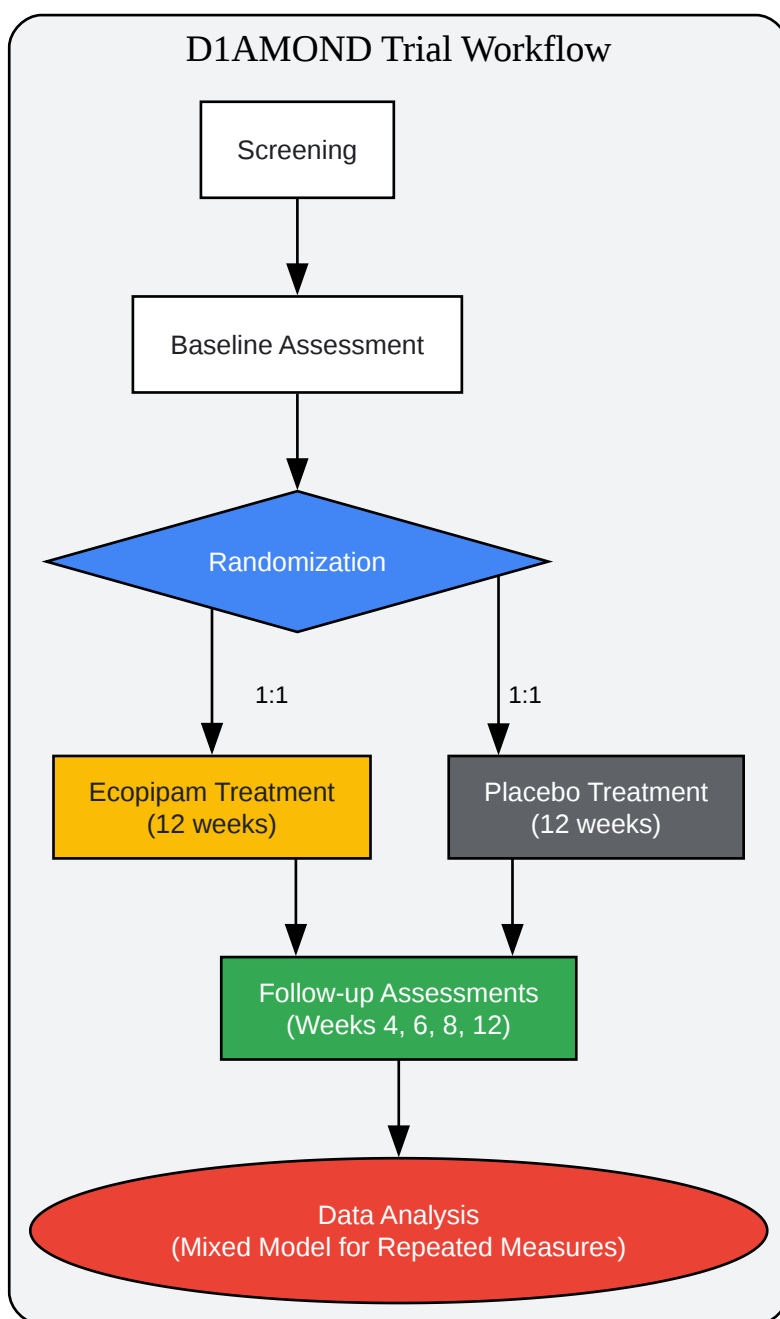 D1AMOND Trial Workflow
Screening
Baseline Assessment
Randomization
1:1
1:1
Ecopipam Treatment
(12 weeks)
Placebo Treatment
(12 weeks)
Follow-up Assessments
(Weeks 4, 6, 8, 12)
Data Analysis
(Mixed Model for Repeated Measures)